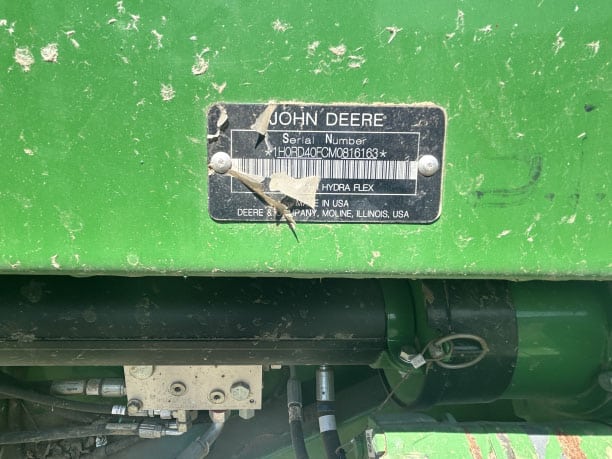 JOHN DEERE
Serial Number
*1H0RD40FCM0816163*
HYDRA FLEX
MADE IN USA
DEERE & COMPANY, MOLINE, ILLINOIS, USA